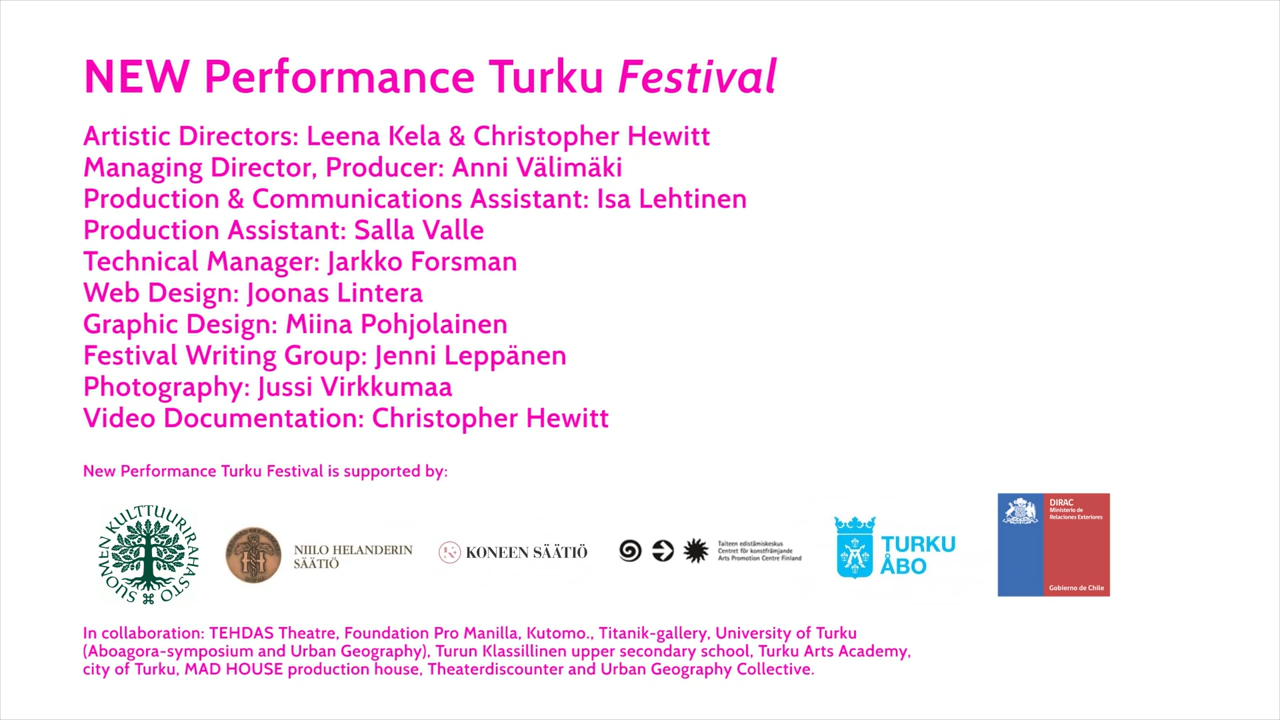 NEW Performance Turku Festival
Artistic Directors: Leena Kela & Christopher Hewitt
Managing Director, Producer: Anni Välimäki
Production & Communications Assistant: Isa Lehtinen
Production Assistant: Salla Valle
Technical Manager: Jarkko Forsman
Web Design: Joonas Lintera
Graphic Design: Miina Pohjolainen
Festival Writing Group: Jenni Leppänen
Photography: Jussi Virkkumaa
Video Documentation: Christopher Hewitt
New Performance Turku Festival is supported by:
SUOMEN KULTTUURIRAHASTO
NIILO HELANDERIN
SÄÄTIÖ
KONEEN SÄÄTIÖ
Taiteen edistämiskeskus
Centret för konstfrämjande
Arts Promotion Centre Finland
TURKU
ÅBO
DIRAC
Ministerio de
Relaciones Exteriores
Gobierno de Chile
In collaboration: TEHDAS Theatre, Foundation Pro Manilla, Kutomo., Titanik-gallery, University of Turku
(Aboagora-symposium and Urban Geography), Turun Klassillinen upper secondary school, Turku Arts Academy,
city of Turku, MAD HOUSE production house, Theaterdiscounter and Urban Geography Collective.